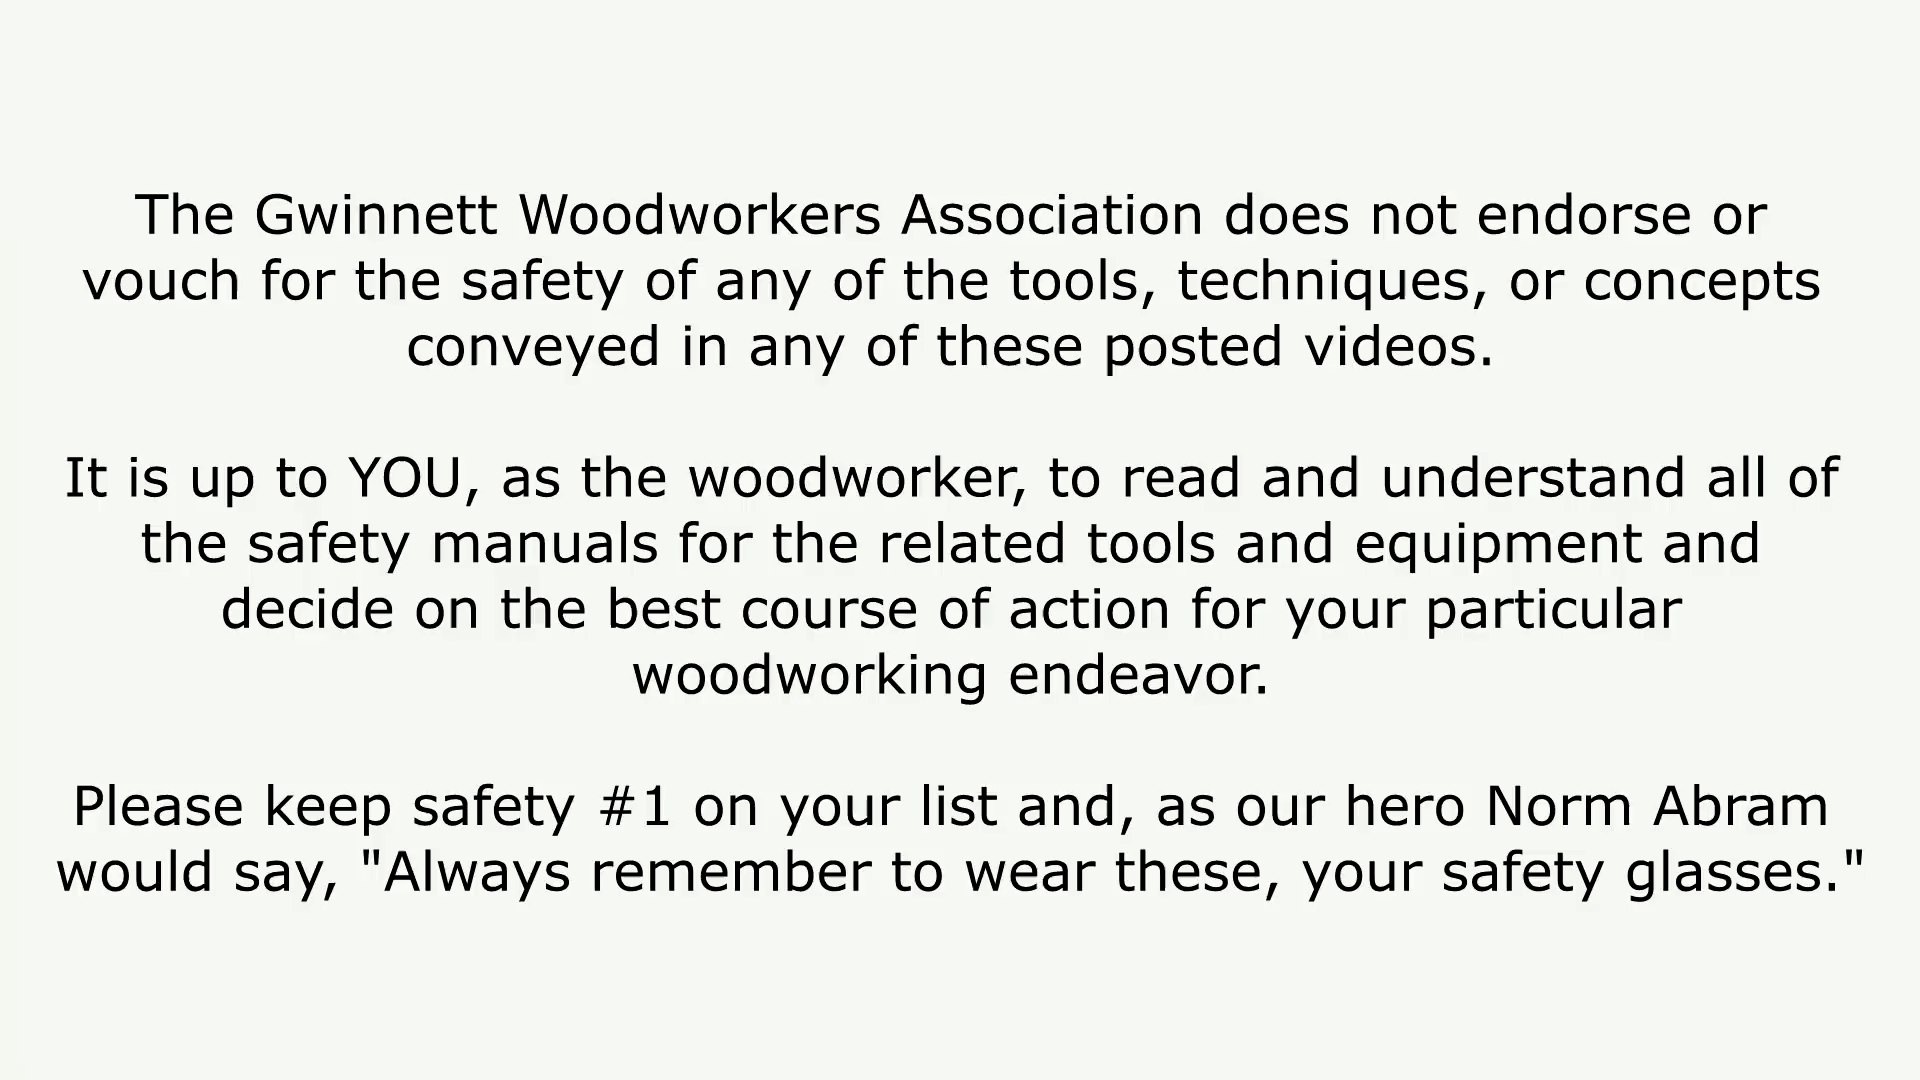 The Gwinnett Woodworkers Association does not endorse or
vouch for the safety of any of the tools, techniques, or concepts
conveyed in any of these posted videos.
It is up to YOU, as the woodworker, to read and understand all of
the safety manuals for the related tools and equipment and
decide on the best course of action for your particular
woodworking endeavor.
Please keep safety #1 on your list and, as our hero Norm Abram
would say, "Always remember to wear these, your safety glasses."